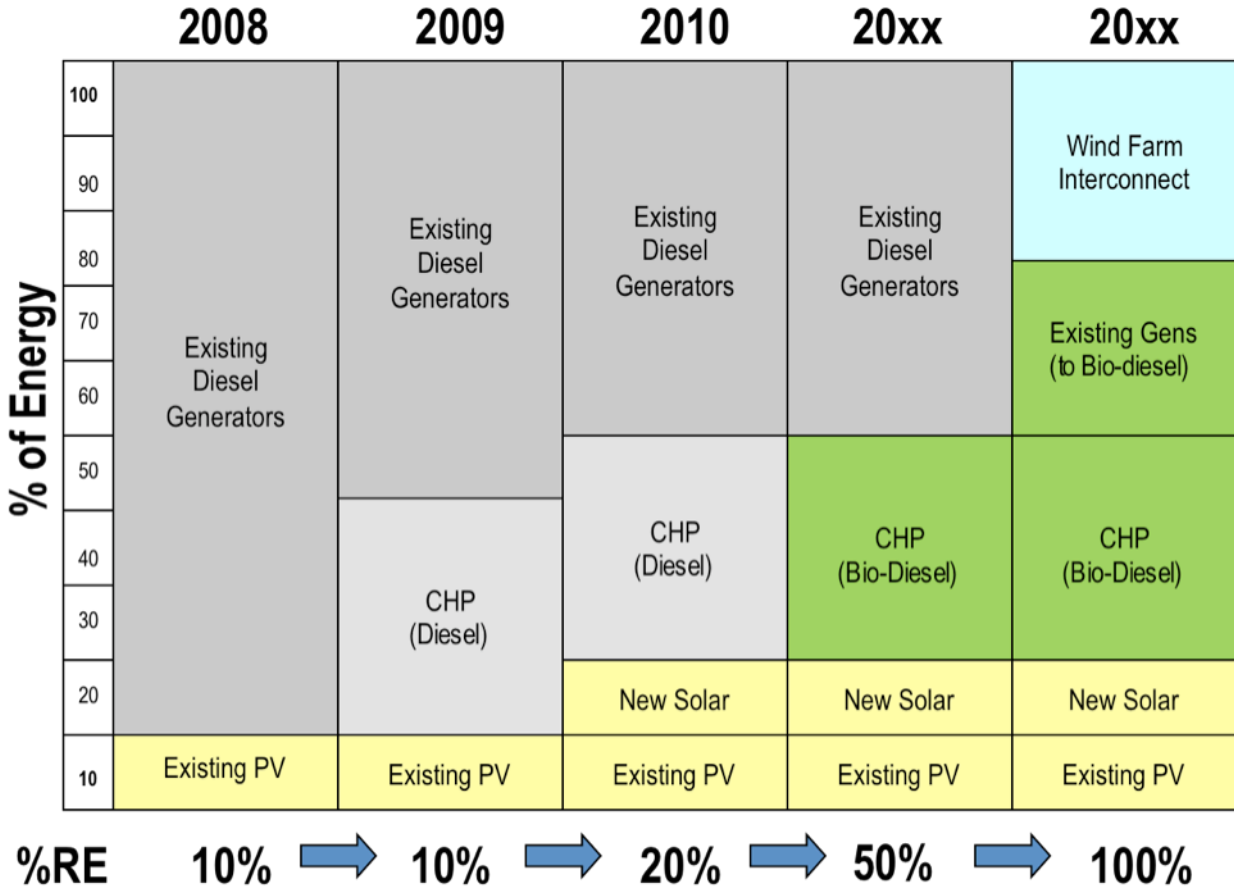 2008 2009 2010 20xx 20xx
% of Energy
100
90
80
70
60
50
40
30
20
10
Existing
Diesel
Generators
Existing PV
Existing
Diesel
Generators
CHP
(Diesel)
Existing PV
Existing
Diesel
Generators
CHP
(Diesel)
New Solar
Existing PV
Existing
Diesel
Generators
CHP
(Bio-Diesel)
New Solar
Existing PV
Wind Farm
Interconnect
Existing Gens
(to Bio-diesel)
CHP
(Bio-Diesel)
New Solar
Existing PV
%RE 10% 10% 20% 50% 100%